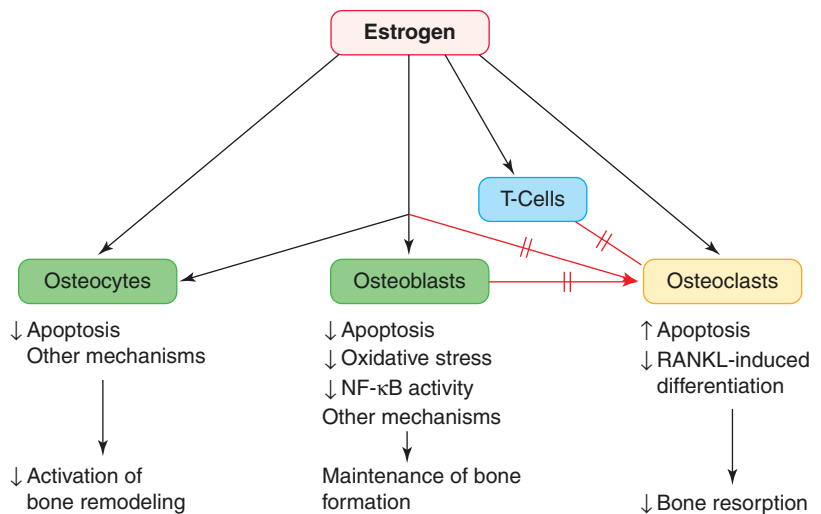 Estrogen
T-Cells
Osteocytes
Osteoblasts
Osteoclasts
↓ Apoptosis
Other mechanisms
↓ Activation of
bone remodeling
↓ Apoptosis
↓ Oxidative stress
↓ NF-κB activity
Other mechanisms
Maintenance of bone
formation
↑ Apoptosis
↓ RANKL-induced
differentiation
↓ Bone resorption